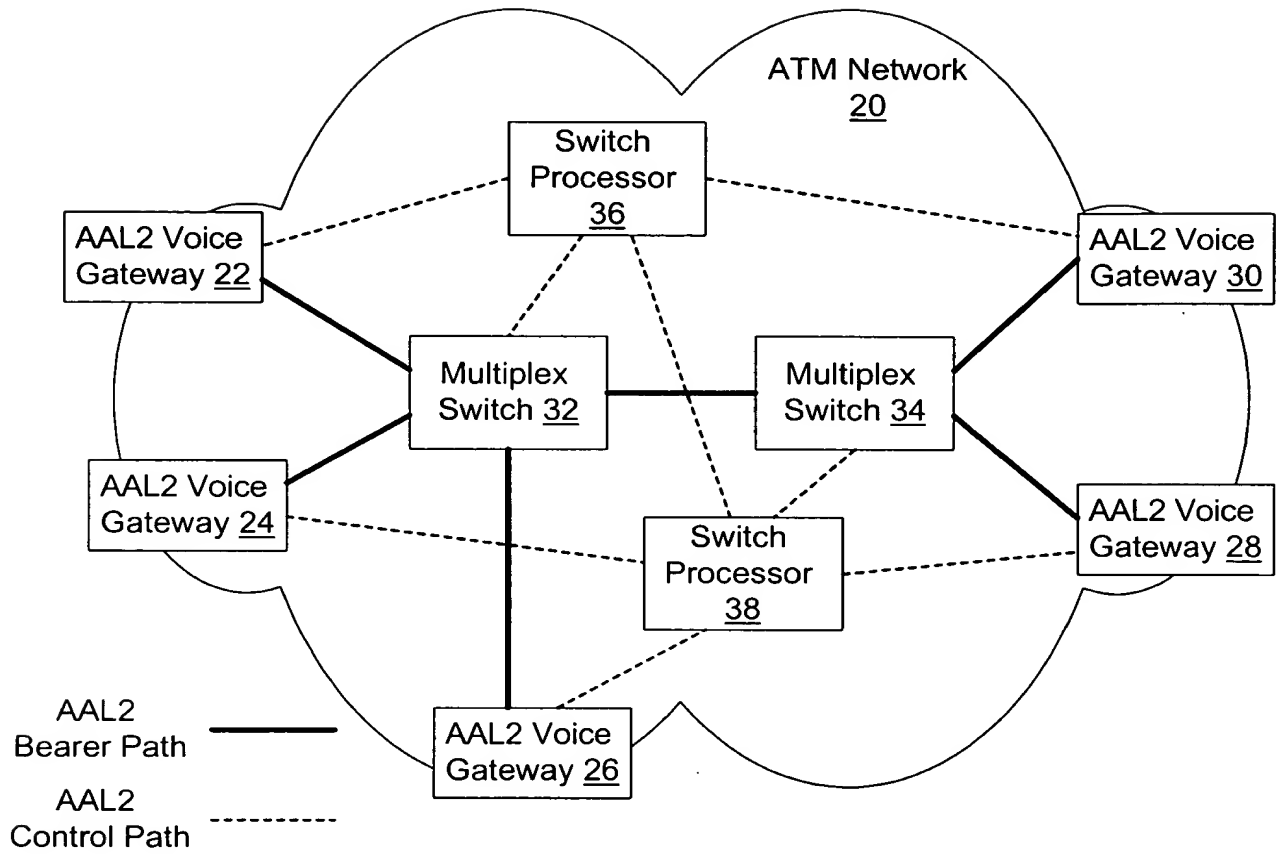 ATM Network
20
Switch
Processor
36
AAL2 Voice
Gateway 22
AAL2 Voice
Gateway 30
Multiplex
Switch 32
Multiplex
Switch 34
AAL2 Voice
Gateway 24
AAL2 Voice
Gateway 28
Switch
Processor
38
AAL2 Voice
Gateway 26
AAL2
Bearer Path
AAL2
Control Path